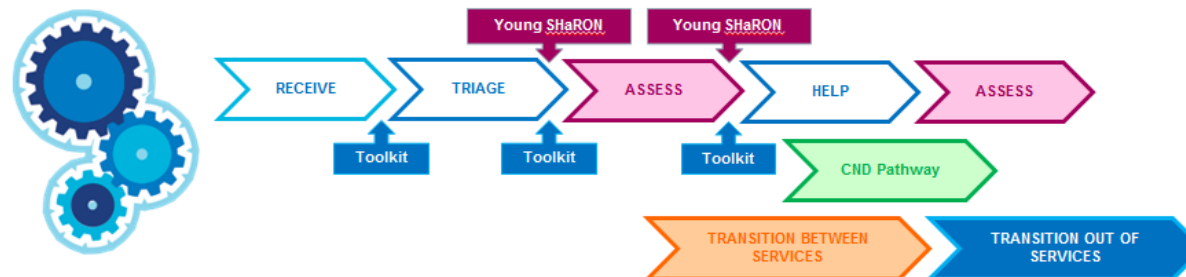 Young SHaRON
Young SHaRON
RECEIVE
TRIAGE
ASSESS
HELP
ASSESS
Toolkit
Toolkit
Toolkit
CND Pathway
TRANSITION BETWEEN
SERVICES
TRANSITION OUT OF
SERVICES